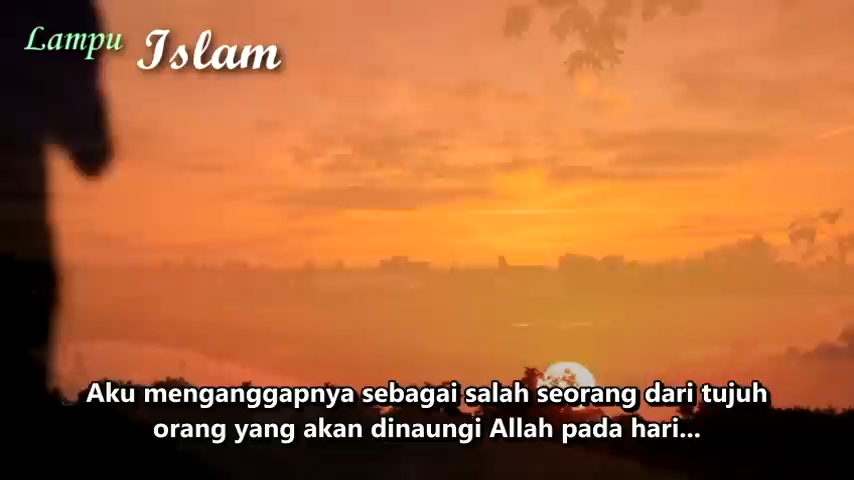 Lampu Islam
Aku menganggapnya sebagai salah seorang dari tujuh
orang yang akan dinaungi Allah pada hari...